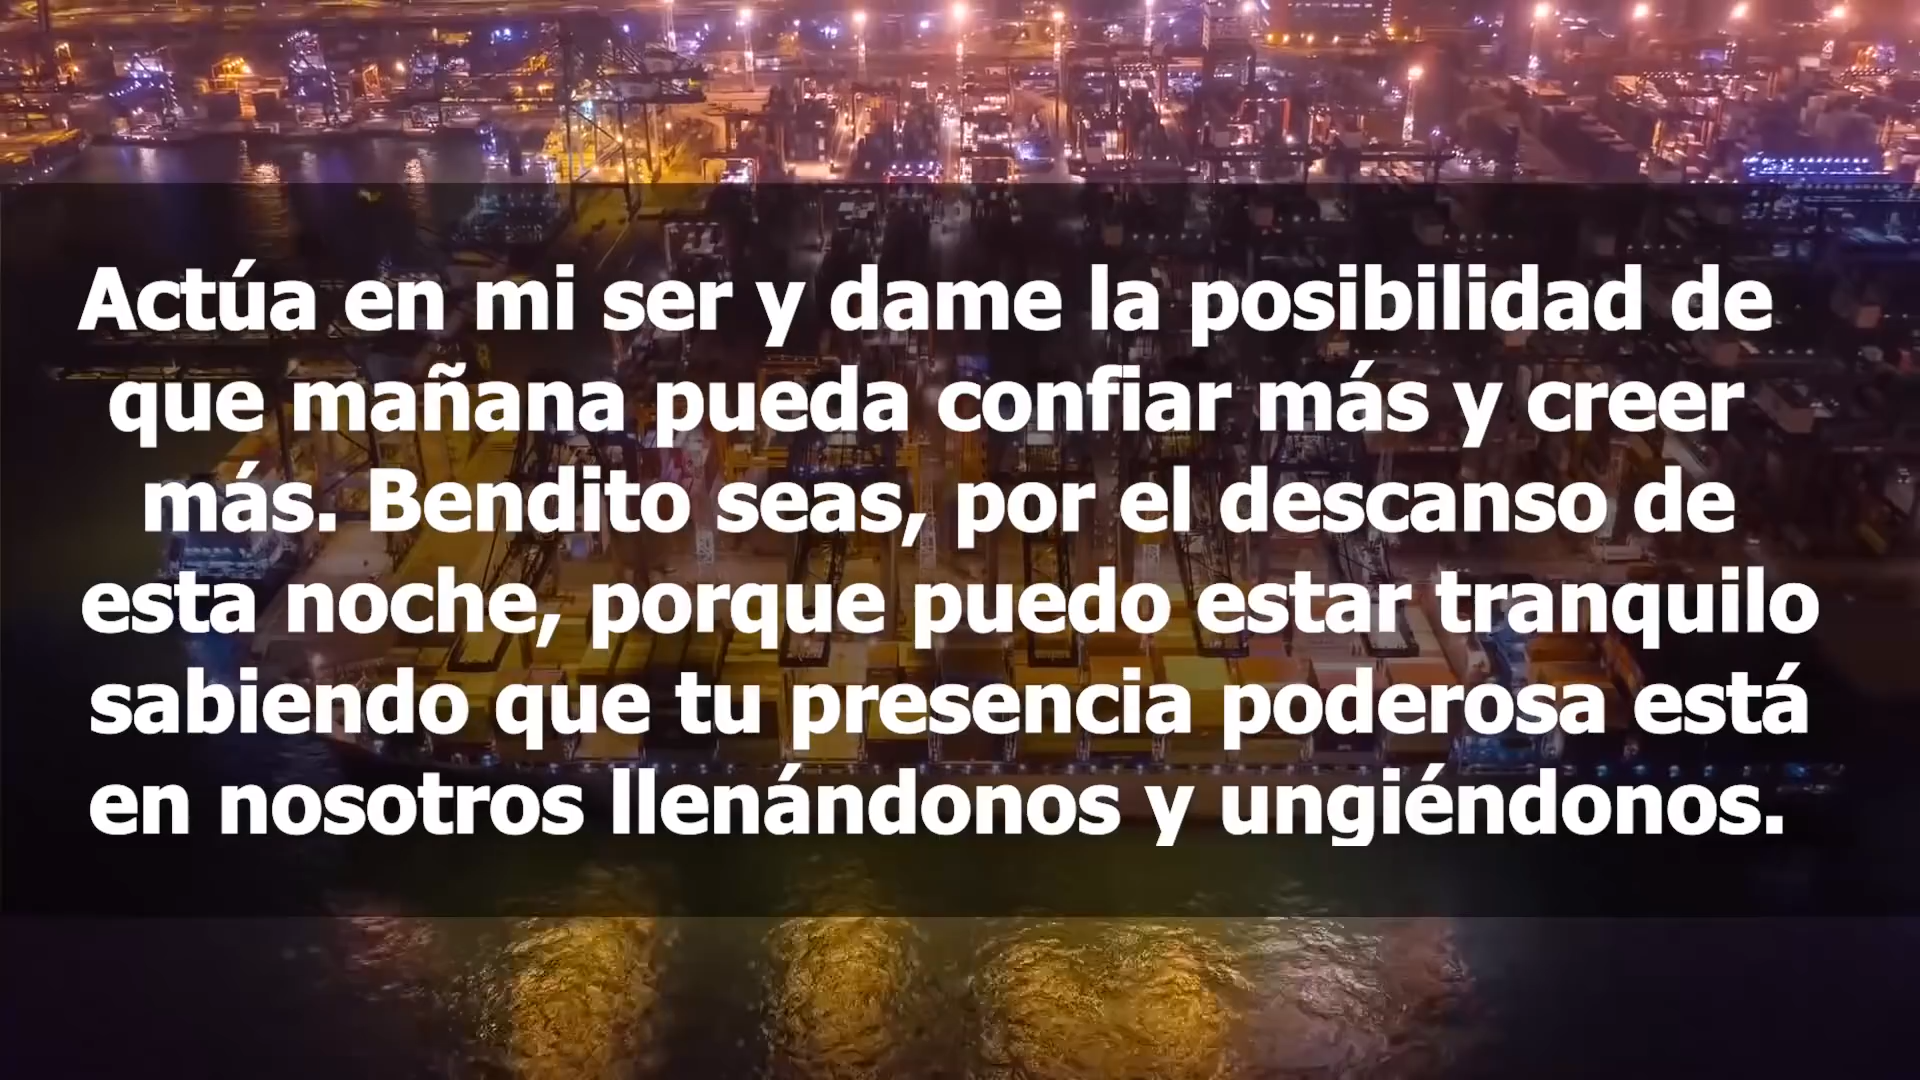 Actúa en mi ser y dame la posibilidad de
que mañana pueda confiar más y creer
más. Bendito seas, por el descanso de
esta noche, porque puedo estar tranquilo
sabiendo que tu presencia poderosa está
en nosotros llenándonos y ungiéndonos.